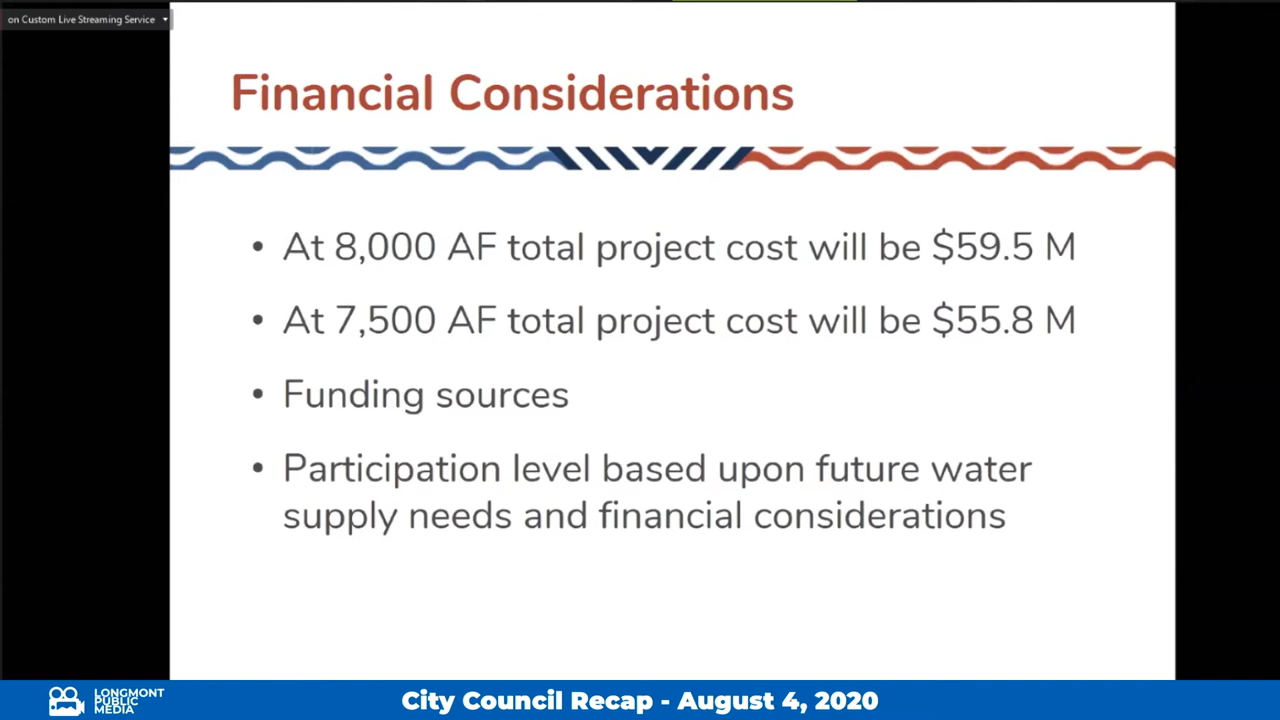 on Custom Live Streaming Service
Financial Considerations
• At 8,000 AF total project cost will be $59.5 M
• At 7,500 AF total project cost will be $55.8 M
• Funding sources
• Participation level based upon future water
supply needs and financial considerations
LONGMONT
PUBLIC
MEDIA
City Council Recap - August 4, 2020